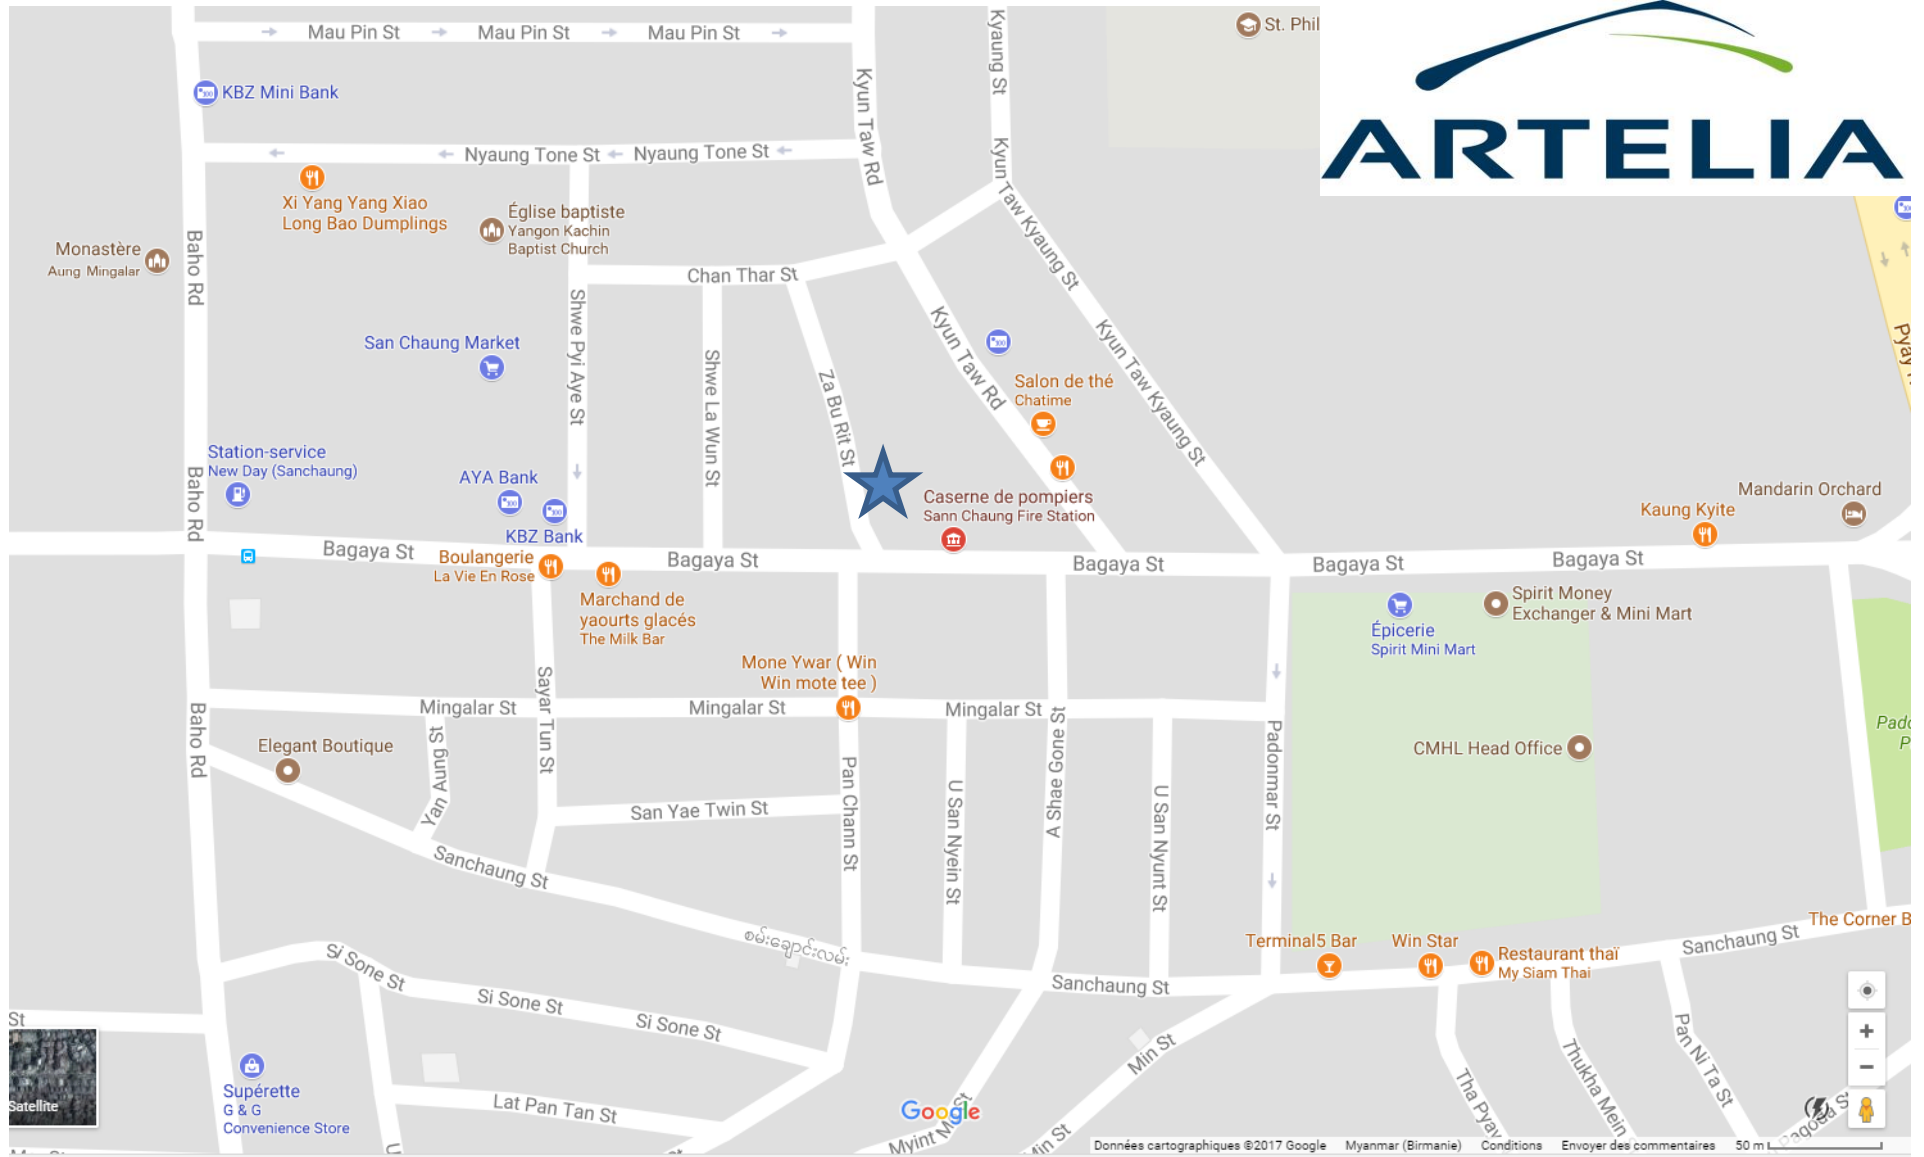 Mau Pin St
Mau Pin St
Mau Pin St
Kyaung St
St. Phil
ARTELIA
KBZ Mini Bank
Kyun Taw Rd
Nyaung Tone St
Nyaung Tone St
Kyun Taw Kyaung St
Xi Yang Yang Xiao
Long Bao Dumplings
Église baptiste
Yangon Kachin
Baptist Church
Monastère
Aung Mingalar
Baho Rd
Chan Thar St
Shwe Pyi Aye St
San Chaung Market
Shwe La Wun St
Za Bu Rit St
Kyun Taw Rd
Kyun Taw Kyaung St
Pyay
Salon de thé
Chatime
Station-service
New Day (Sanchaung)
Baho Rd
AYA Bank
KBZ Bank
Caserne de pompiers
Sann Chaung Fire Station
Mandarin Orchard
Kaung Kyite
Bagaya St
Boulangerie
La Vie En Rose
Bagaya St
Bagaya St
Bagaya St
Bagaya St
Marchand de
yaourts glacés
The Milk Bar
Spirit Money
Exchanger & Mini Mart
Épicerie
Spirit Mini Mart
Mone Ywar ( Win
Win mote tee )
Sayar Tun St
Mingalar St
Mingalar St
Mingalar St
Baho Rd
Elegant Boutique
Yan Aung St
Pado
P
CMHL Head Office
Padonmar St
A Shae Gone St
Pan Chann St
U San Nyein St
U San Nyunt St
San Yae Twin St
Sanchaung St
စမ်းချောင်းလမ်း
Si Sone St
Si Sone St
Si Sone St
Sanchaung St
Terminal5 Bar
Win Star
Restaurant thaï
My Siam Thai
Sanchaung St
The Corner B
St
Satellite
Supérette
G & G
Convenience Store
Lat Pan Tan St
U
Google
Myint M St
Min St
Min St
Tha Pyay
Thukha Mein
Pan Ni Ta St
Pagoda S
Données cartographiques ©2017 Google
Myanmar (Birmanie)
Conditions
Envoyer des commentaires
50 m